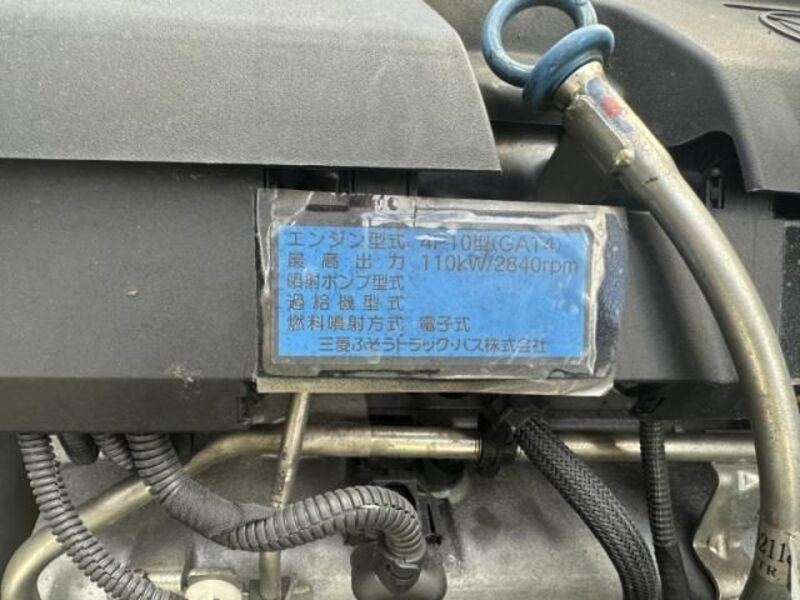 エンジン型式 4P10型(GAT4)
最高出力 110kW/2840rpm
噴射ポンプ型式
過給機型式
燃料噴射方式 電子式
三菱ふそうトラック・バス株式会社
TR